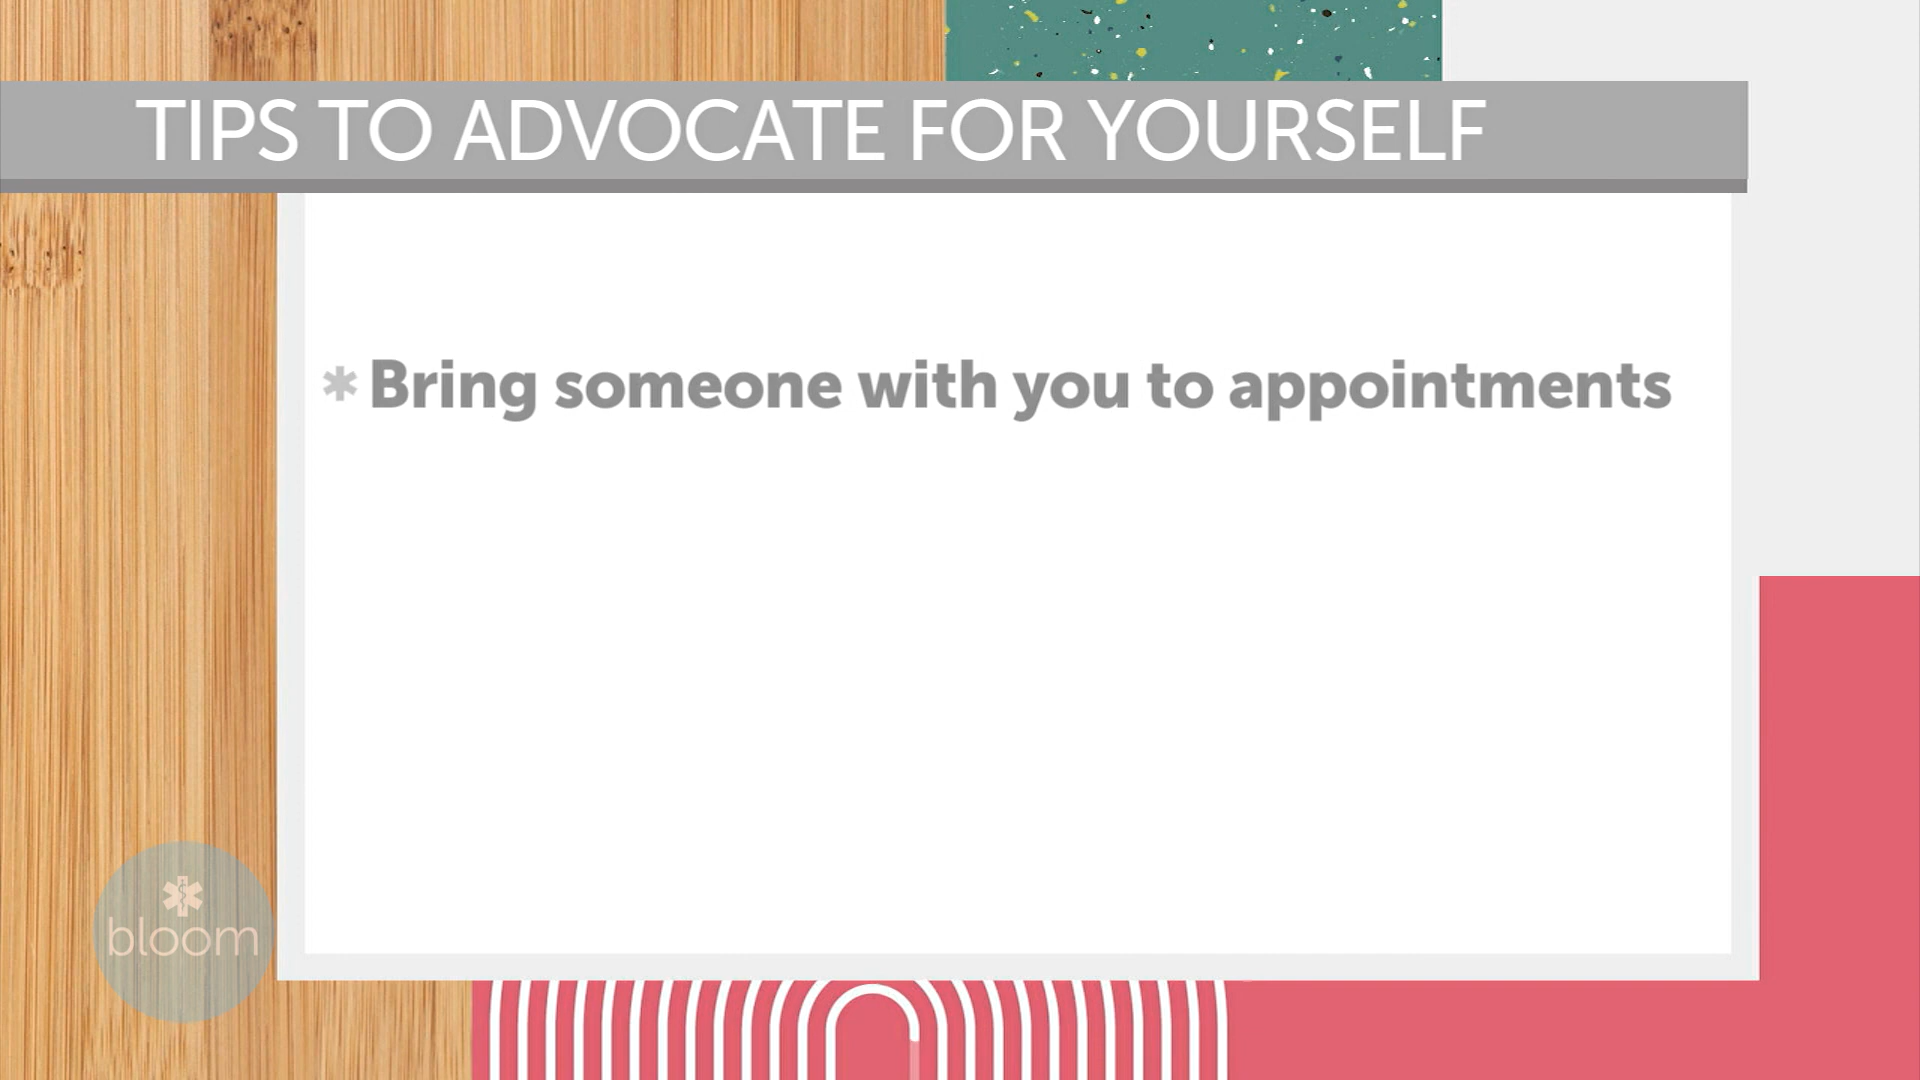 TIPS TO ADVOCATE FOR YOURSELF
* Bring someone with you to appointments
bloom